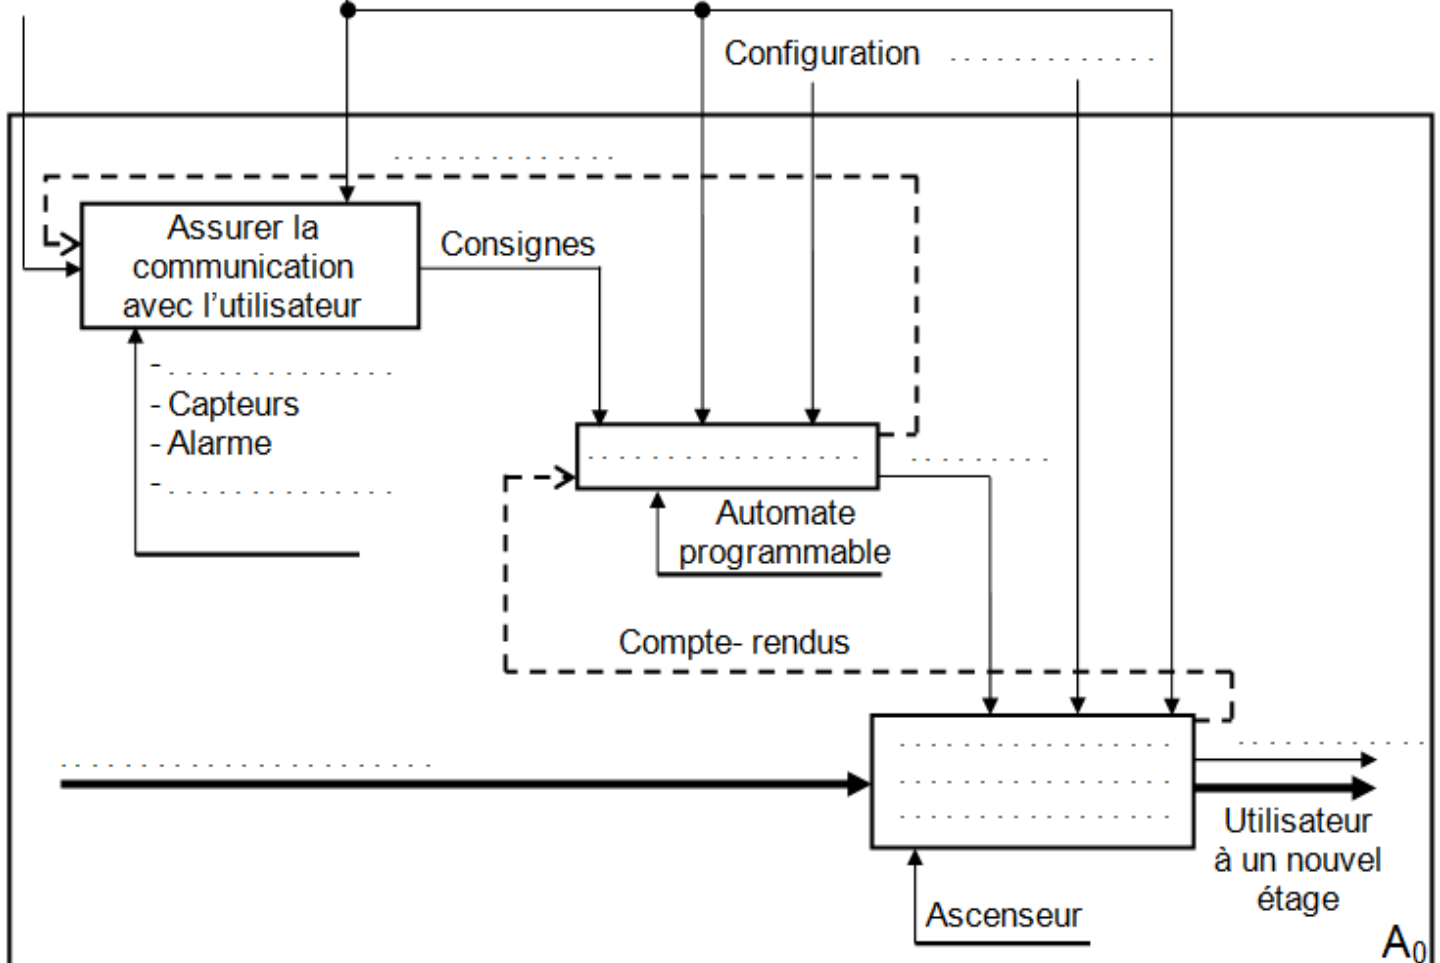 Configuration
Assurer la
communication
avec l'utilisateur
Consignes
-
- Capteurs
- Alarme
-
Automate
programmable
Compte- rendus
Utilisateur
à un nouvel
étage
Ascenseur
A0